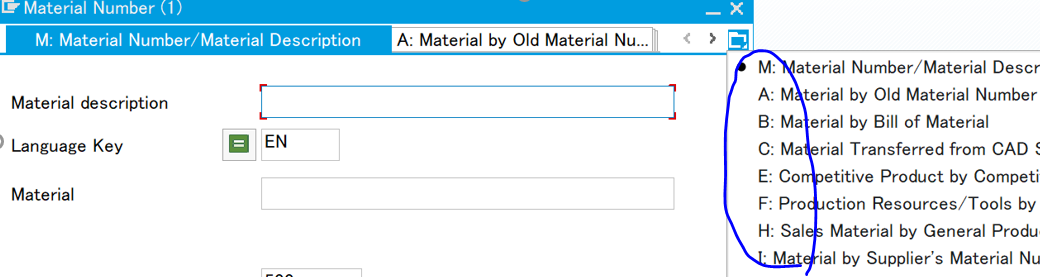 Material Number (1)
M: Material Number/Material Description
A: Material by Old Material Nu...
Material description
Language Key
EN
Material
M: Material Number/Material Descr
A: Material by Old Material Number
B: Material by Bill of Material
C: Material Transferred from CAD S
E: Competitive Product by Competi
F: Production Resources/Tools by
H: Sales Material by General Produ
I: Material by Supplier's Material Nu